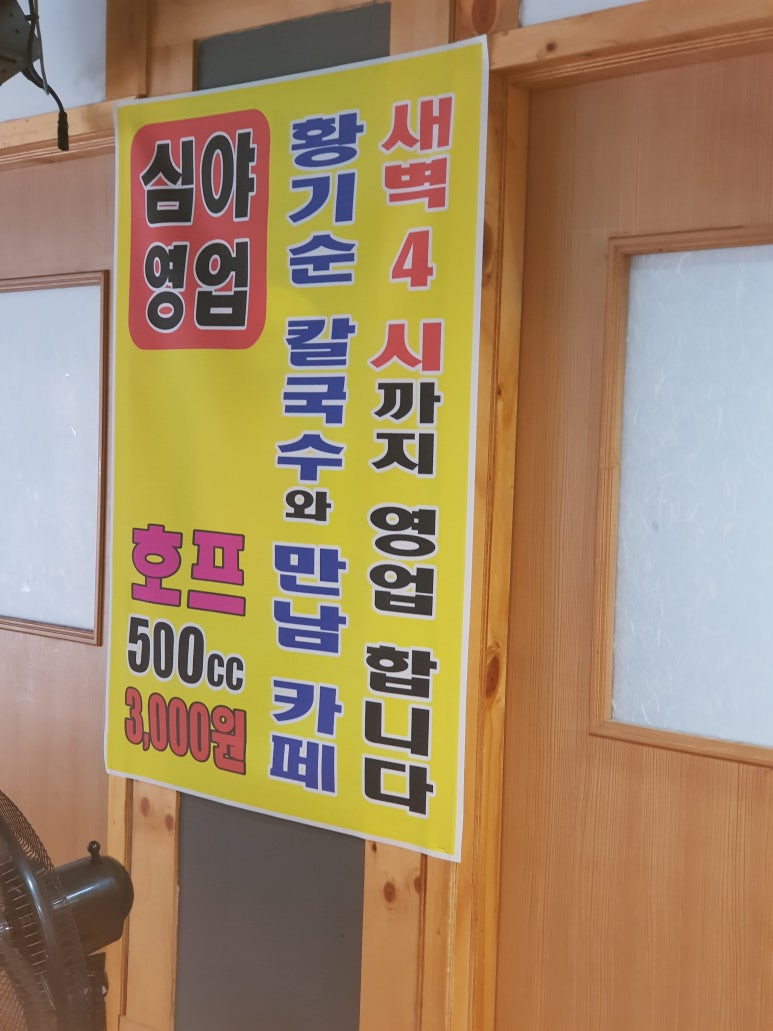 심야
영업
황기순 칼국수와 만남 카페
새벽 4시까지 영업 합니다
호프
500cc
3,000원